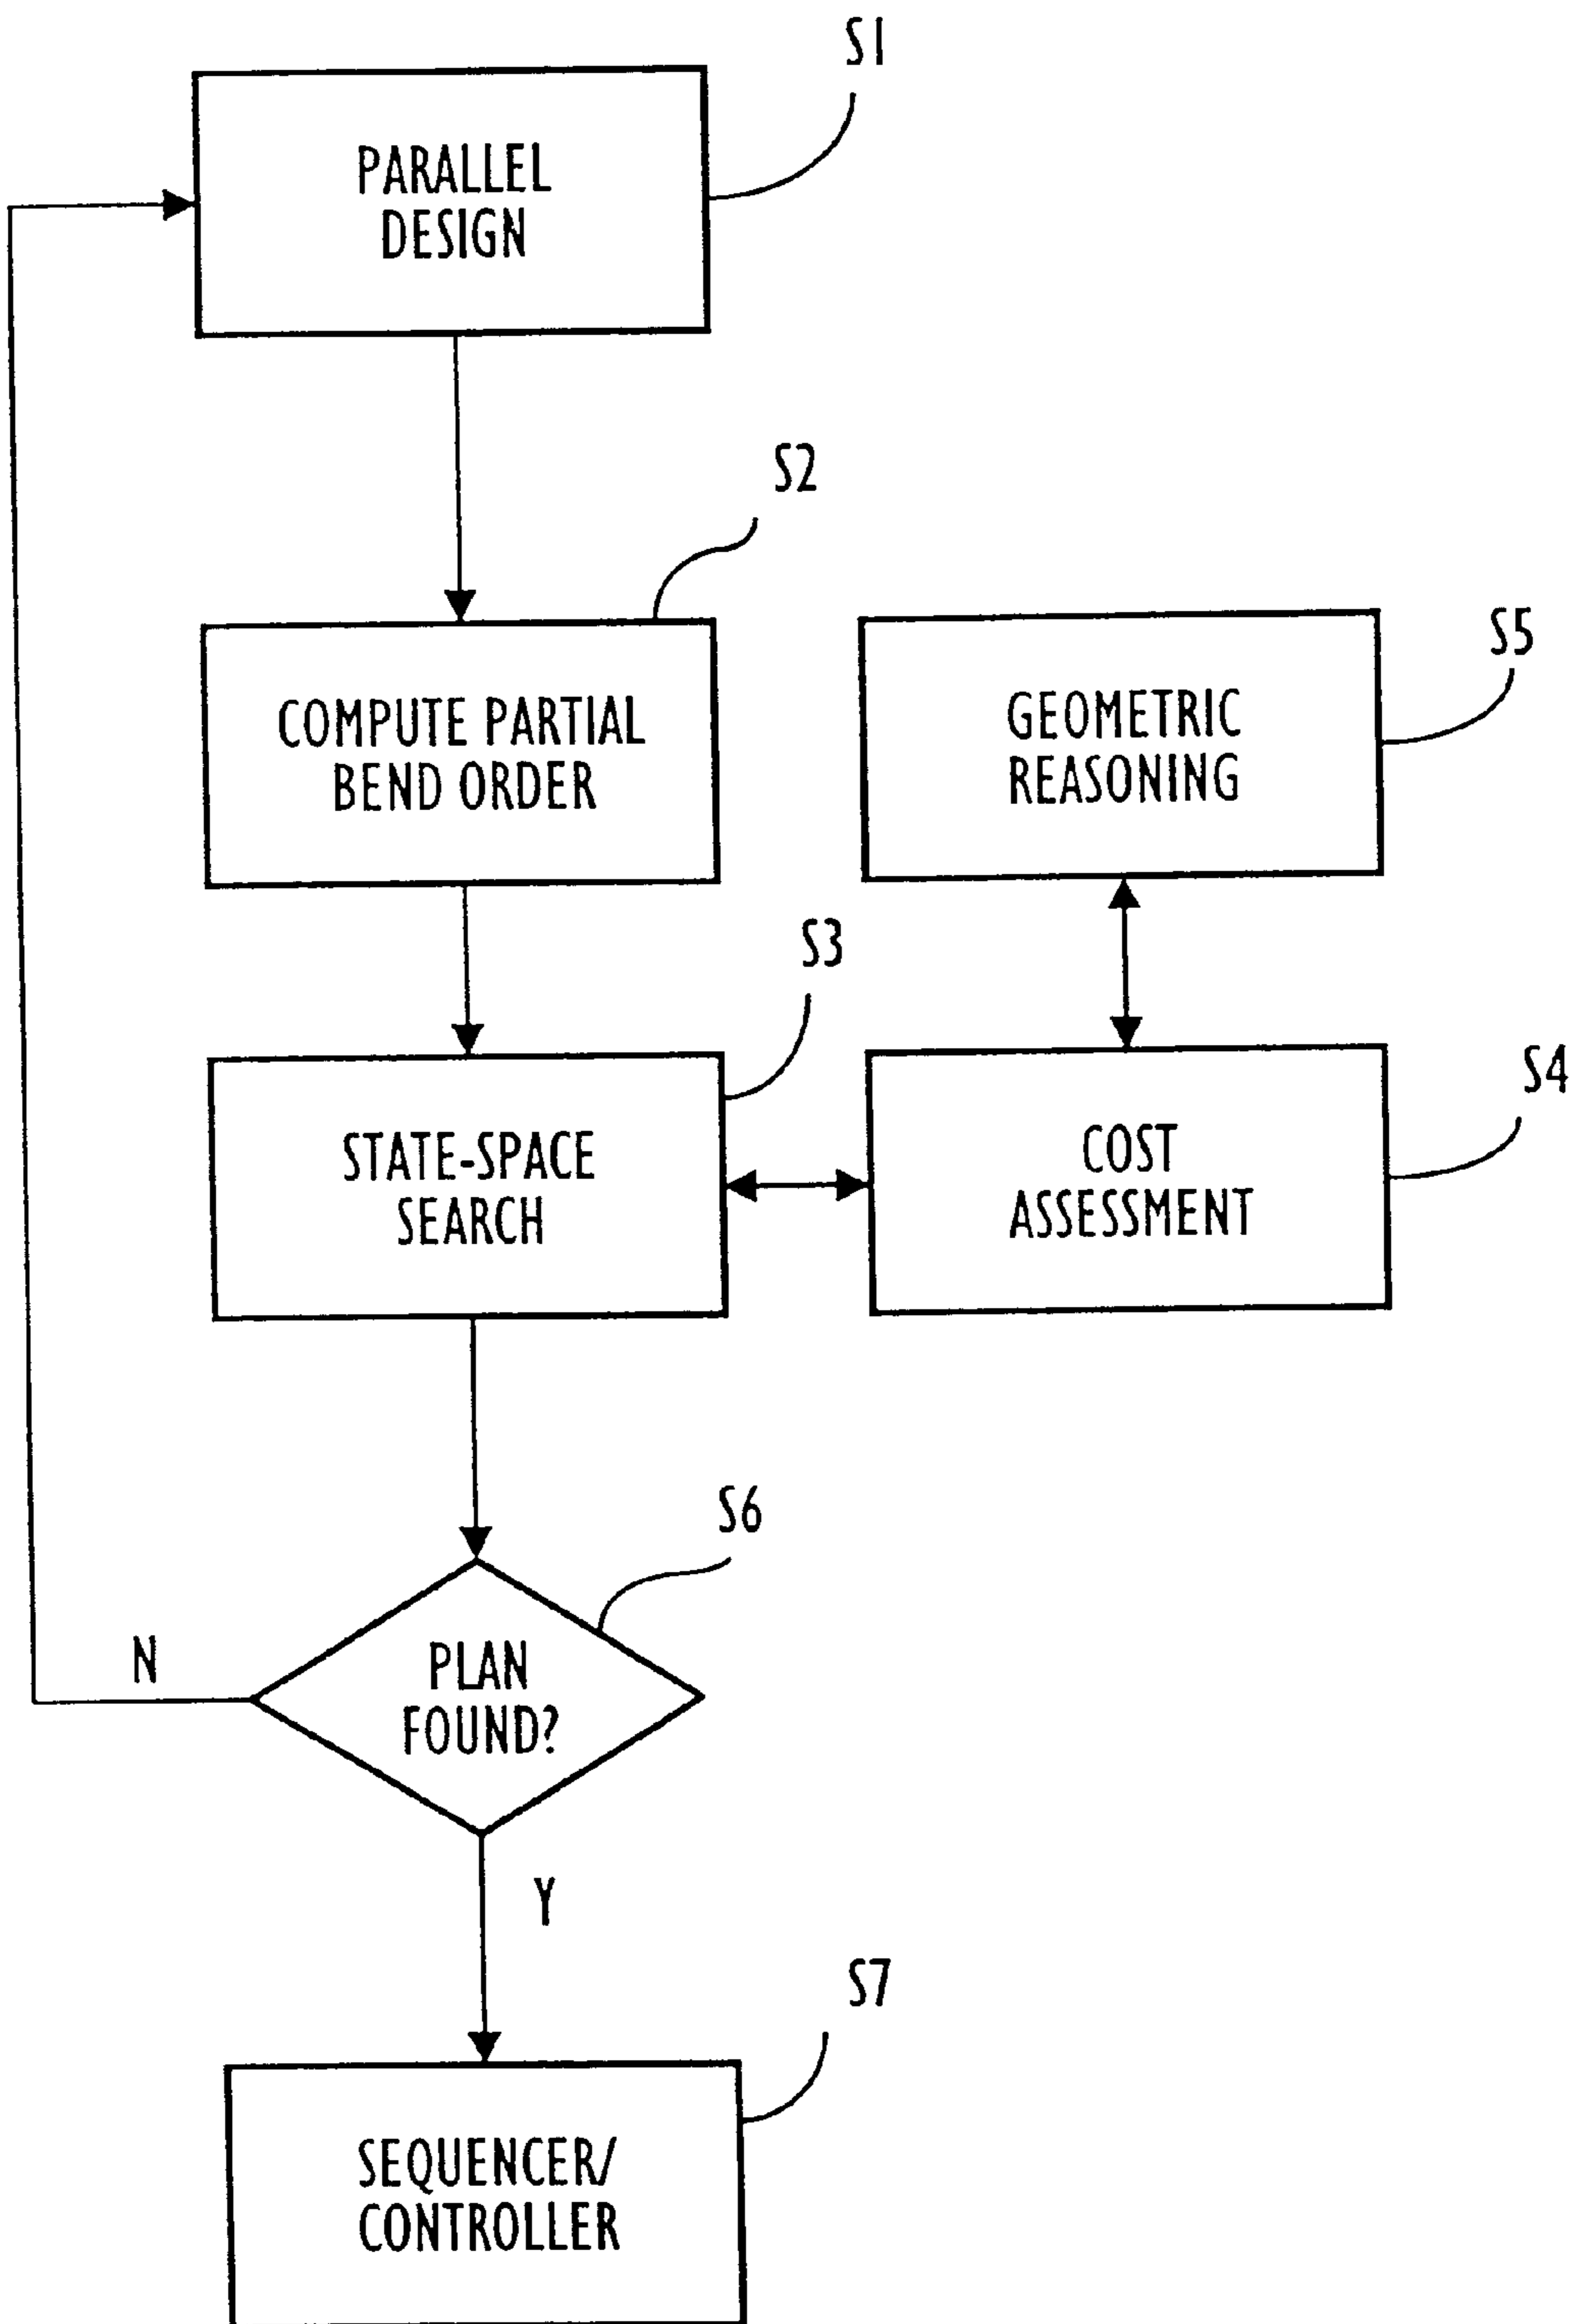 S1
PARALLEL
DESIGN
S2
COMPUTE PARTIAL
BEND ORDER
S5
GEOMETRIC
REASONING
S3
STATE-SPACE
SEARCH
S4
COST
ASSESSMENT
S6
PLAN
FOUND?
N
Y
S7
SEQUENCER/
CONTROLLER